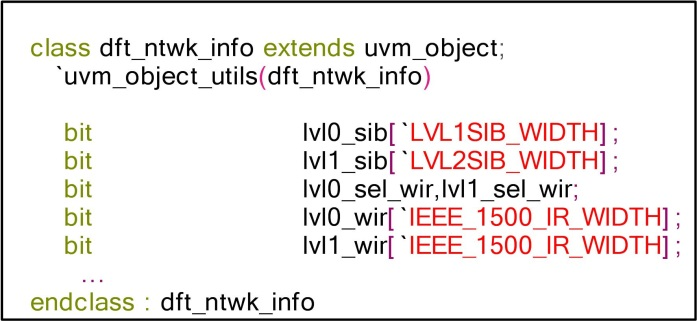 class dft_ntwk_info extends uvm_object;
`uvm_object_utils(dft_ntwk_info)
bit lvl0_sib[ `LVL1SIB_WIDTH] ;
bit lvl1_sib[ `LVL2SIB_WIDTH] ;
bit lvl0_sel_wir,lvl1_sel_wir;
bit lvl0_wir[ `IEEE_1500_IR_WIDTH] ;
bit lvl1_wir[ `IEEE_1500_IR_WIDTH] ;
...
endclass : dft_ntwk_info